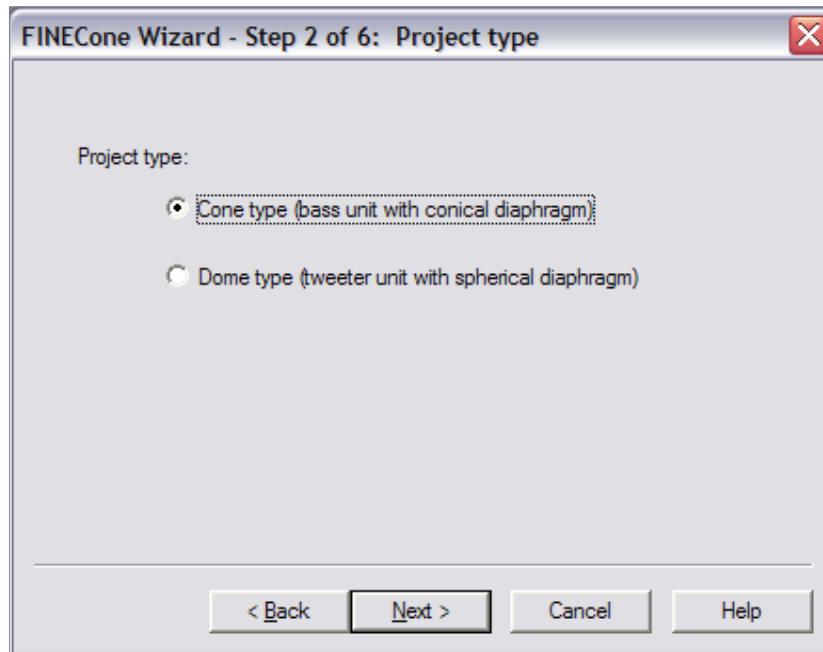 FINECone Wizard - Step 2 of 6: Project type
Project type:
Cone type (bass unit with conical diaphragm)
Dome type (tweeter unit with spherical diaphragm)
< Back Next > Cancel Help